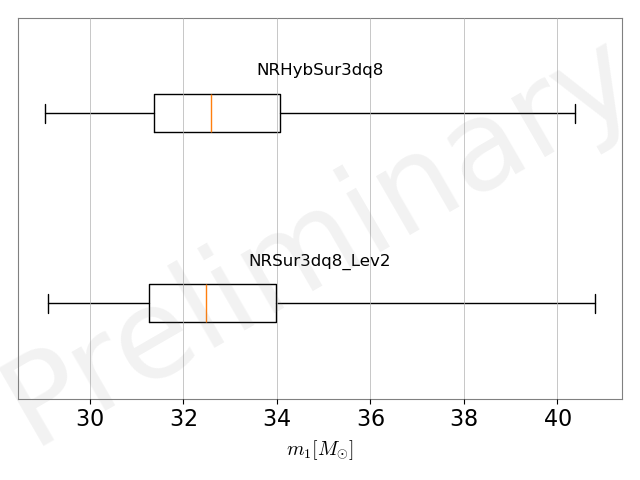 NRHybSur3dq8
NRSur3dq8_Lev2
Preliminary
30 32 34 36 38 40
m₁[M☉]